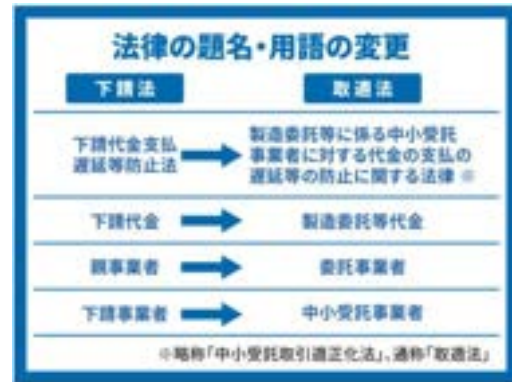 法律の題名・用語の変更
下請法
取適法
下請代金支払
遅延等防止法
製造委託等に係る中小受託
事業者に対する代金の支払の
遅延等の防止に関する法律 ※
下請代金
製造委託等代金
親事業者
委託事業者
下請事業者
中小受託事業者
※略称「中小受託取引適正化法」、通称「取適法」